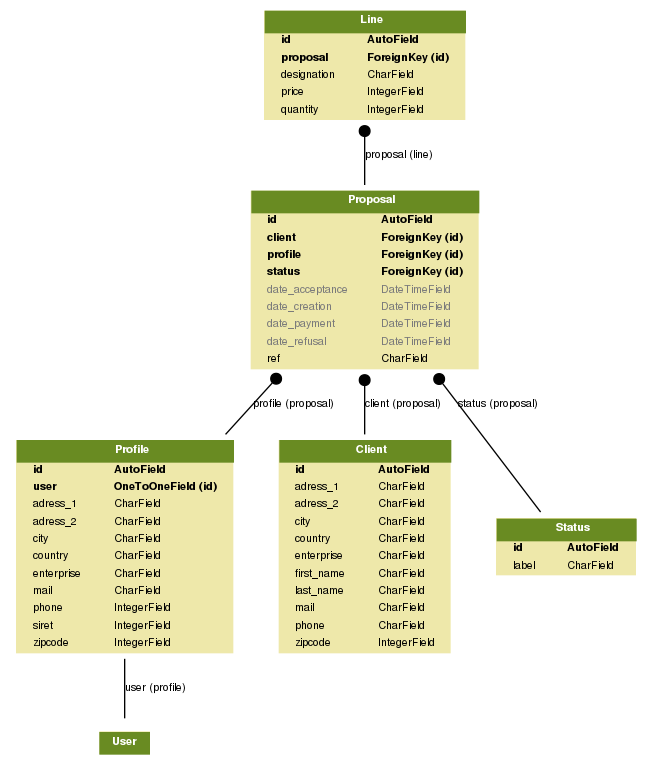 Line
id AutoField
proposal ForeignKey (id)
designation CharField
price IntegerField
quantity IntegerField
proposal (line)
Proposal
id AutoField
client ForeignKey (id)
profile ForeignKey (id)
status ForeignKey (id)
date_acceptance DateTimeField
date_creation DateTimeField
date_payment DateTimeField
date_refusal DateTimeField
ref CharField
profile (proposal)
client (proposal)
status (proposal)
Profile
id AutoField
user OneToOneField (id)
adress_1 CharField
adress_2 CharField
city CharField
country CharField
enterprise CharField
mail CharField
phone IntegerField
siret IntegerField
zipcode IntegerField
Client
id AutoField
adress_1 CharField
adress_2 CharField
city CharField
country CharField
enterprise CharField
first_name CharField
last_name CharField
mail CharField
phone CharField
zipcode IntegerField
Status
id AutoField
label CharField
user (profile)
User